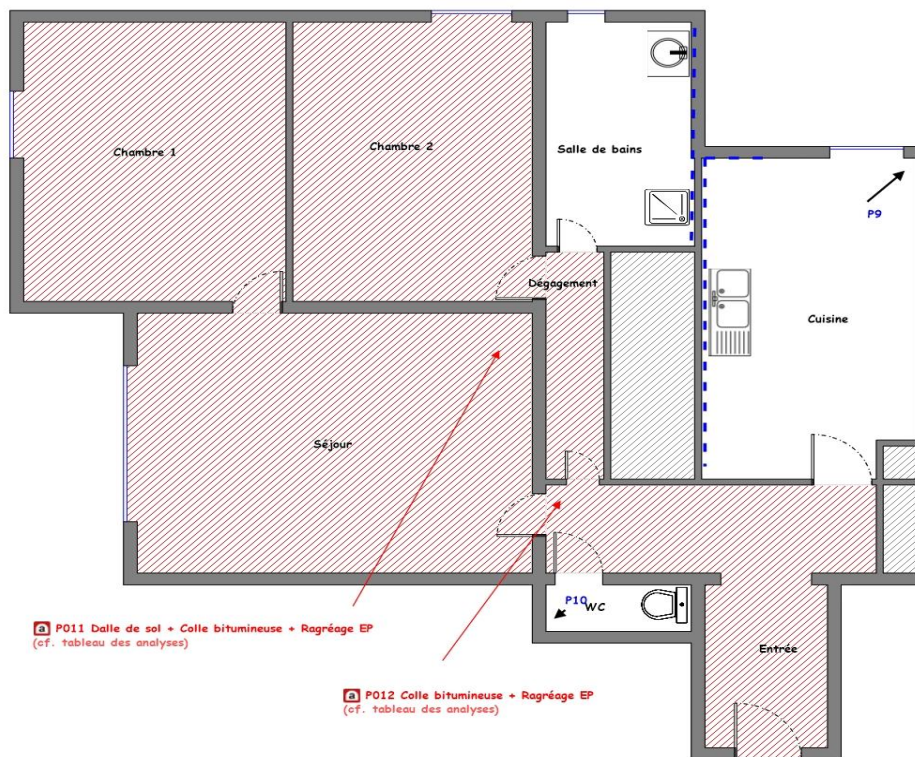 Chambre 1
Chambre 2
Salle de bains
P9
Dégagement
Cuisine
Séjour
P10
WC
a P011 Dalle de sol + Colle bitumineuse + Ragréage EP
(cf. tableau des analyses)
Entrée
a P012 Colle bitumineuse + Ragréage EP
(cf. tableau des analyses)